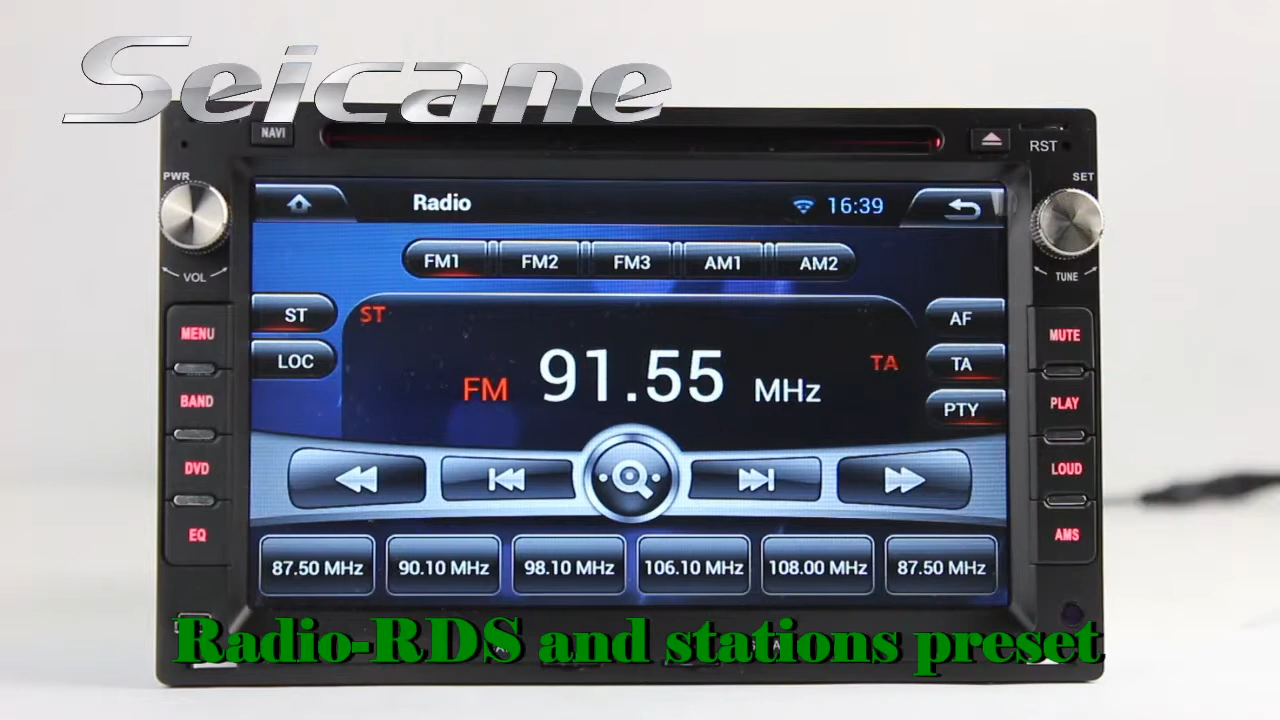 Seicane
NAVI
RST
PWR
SET
Radio
16:39
FM1 FM2 FM3 AM1 AM2
VOL
TUNE
ST
ST
AF
LOC
FM 91.55 MHz
TA
TA
PTY
MENU
MUTE
BAND
PLAY
DVD
LOUD
EQ
AMS
87.50 MHz 90.10 MHz 98.10 MHz 106.10 MHz 108.00 MHz 87.50 MHz
Radio-RDS and stations preset